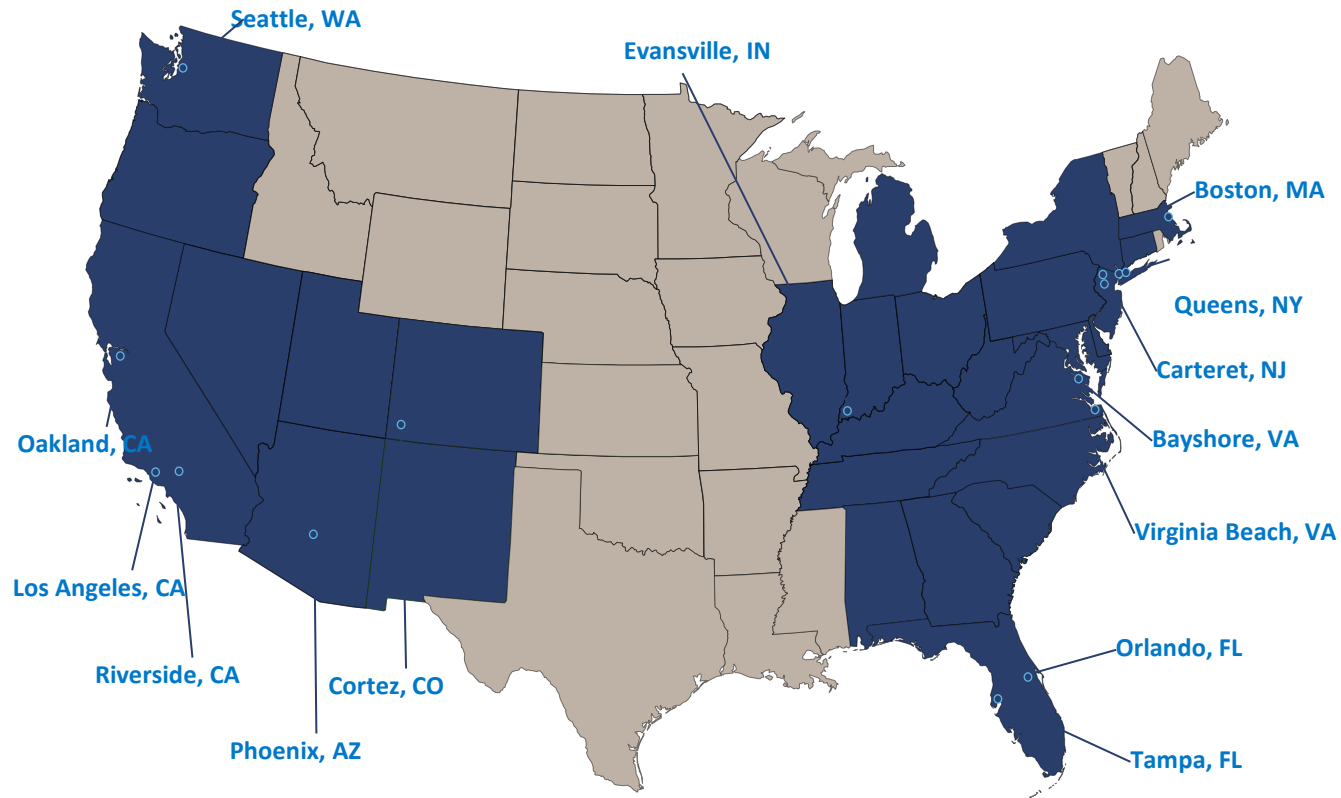 Seattle, WA
Evansville, IN
Boston, MA
Queens, NY
Carteret, NJ
Oakland, CA
Bayshore, VA
Virginia Beach, VA
Los Angeles, CA
Orlando, FL
Riverside, CA
Cortez, CO
Phoenix, AZ
Tampa, FL